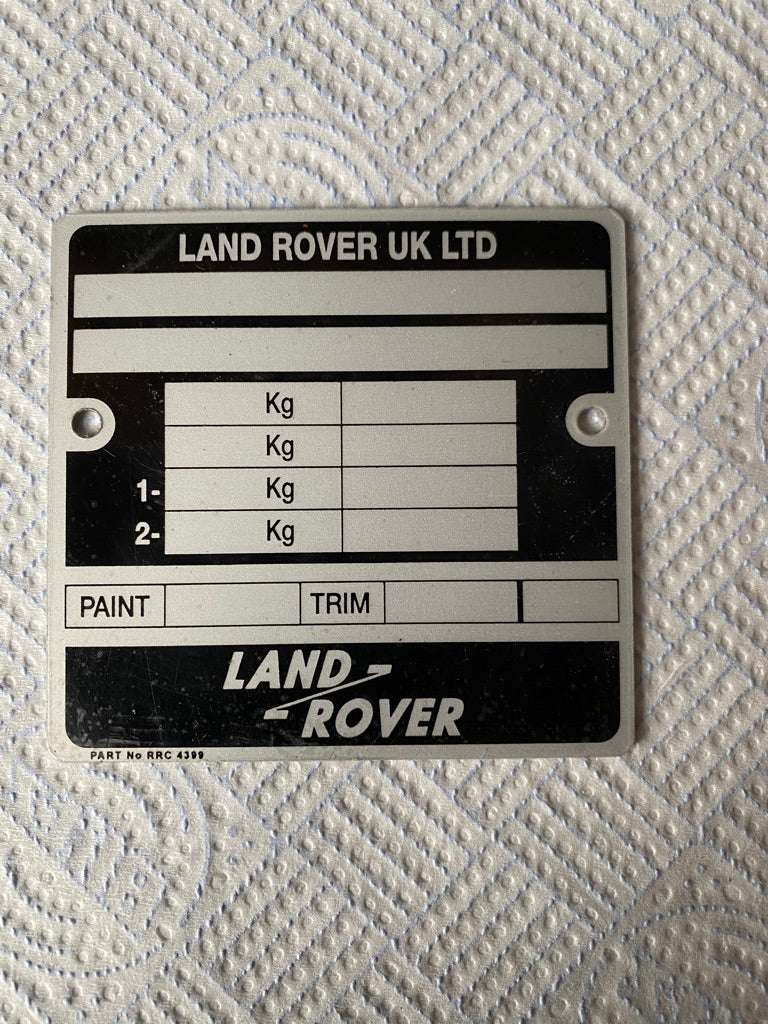 LAND ROVER UK LTD
Kg
Kg
1- Kg
2- Kg
PAINT TRIM
LAND-
-ROVER
PART No RRC 4399